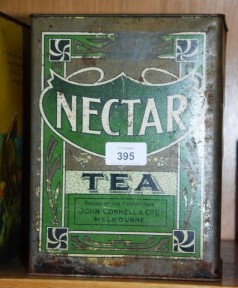 NECTAR
395
TEA
JOHN CONNELL & CO LTD
MELBOURNE